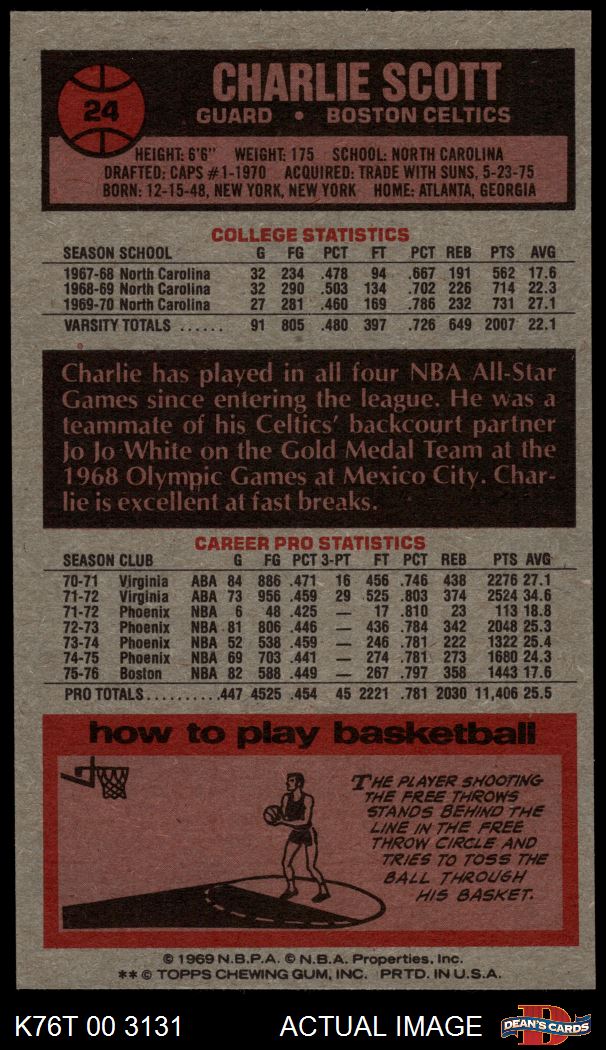 24
CHARLIE SCOTT
GUARD • BOSTON CELTICS
HEIGHT: 6'6" WEIGHT: 175 SCHOOL: NORTH CAROLINA
DRAFTED: CAPS #1-1970 ACQUIRED: TRADE WITH SUNS, 5-23-75
BORN: 12-15-48, NEW YORK, NEW YORK HOME: ATLANTA, GEORGIA
COLLEGE STATISTICS
SEASON SCHOOL G FG PCT FT PCT REB PTS AVG
1967-68 North Carolina 32 234 .478 94 .667 191 562 17.6
1968-69 North Carolina 32 290 .503 134 .702 226 714 22.3
1969-70 North Carolina 27 281 .460 169 .786 232 731 27.1
VARSITY TOTALS ...... 91 805 .480 397 .726 649 2007 22.1
Charlie has played in all four NBA All-Star
Games since entering the league. He was a
teammate of his Celtics' backcourt partner
Jo Jo White on the Gold Medal Team at the
1968 Olympic Games at Mexico City. Char-
lie is excellent at fast breaks.
CAREER PRO STATISTICS
SEASON CLUB G FG PCT 3-PT FT PCT REB PTS AVG
70-71 Virginia ABA 84 886 .471 16 456 .746 438 2276 27.1
71-72 Virginia ABA 73 956 .459 29 525 .803 374 2524 34.6
71-72 Phoenix NBA 6 48 .425 — 17 .810 23 113 18.8
72-73 Phoenix NBA 81 806 .446 — 436 .784 342 2048 25.3
73-74 Phoenix NBA 52 538 .459 — 246 .781 222 1322 25.4
74-75 Phoenix NBA 69 703 .441 — 274 .781 273 1680 24.3
75-76 Boston NBA 82 588 .449 — 267 .797 358 1443 17.6
PRO TOTALS..........447 4525 .454 45 2221 .781 2030 11,406 25.5
how to play basketball
THE PLAYER SHOOTING
THE FREE THROWS
STANDS BEHIND THE
LINE IN THE FREE
THROW CIRCLE AND
TRIES TO TOSS THE
BALL THROUGH
HIS BASKET.
© 1969 N.B.P.A. © N.B.A. Properties, Inc.
** © TOPPS CHEWING GUM, INC. PRTD. IN U.S.A.
K76T 00 3131 ACTUAL IMAGE D DEAN'S CARDS